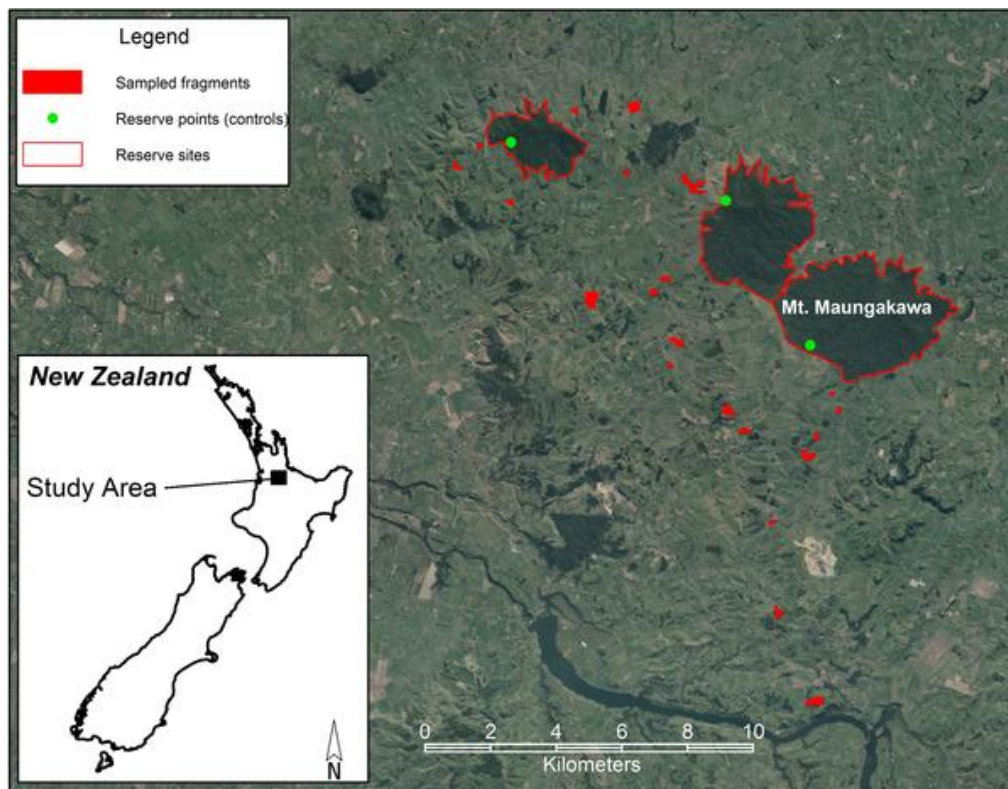 Legend
Sampled fragments
Reserve points (controls)
Reserve sites
Mt. Maungakawa
New Zealand
Study Area
N
0 2 4 6 8 10
Kilometers